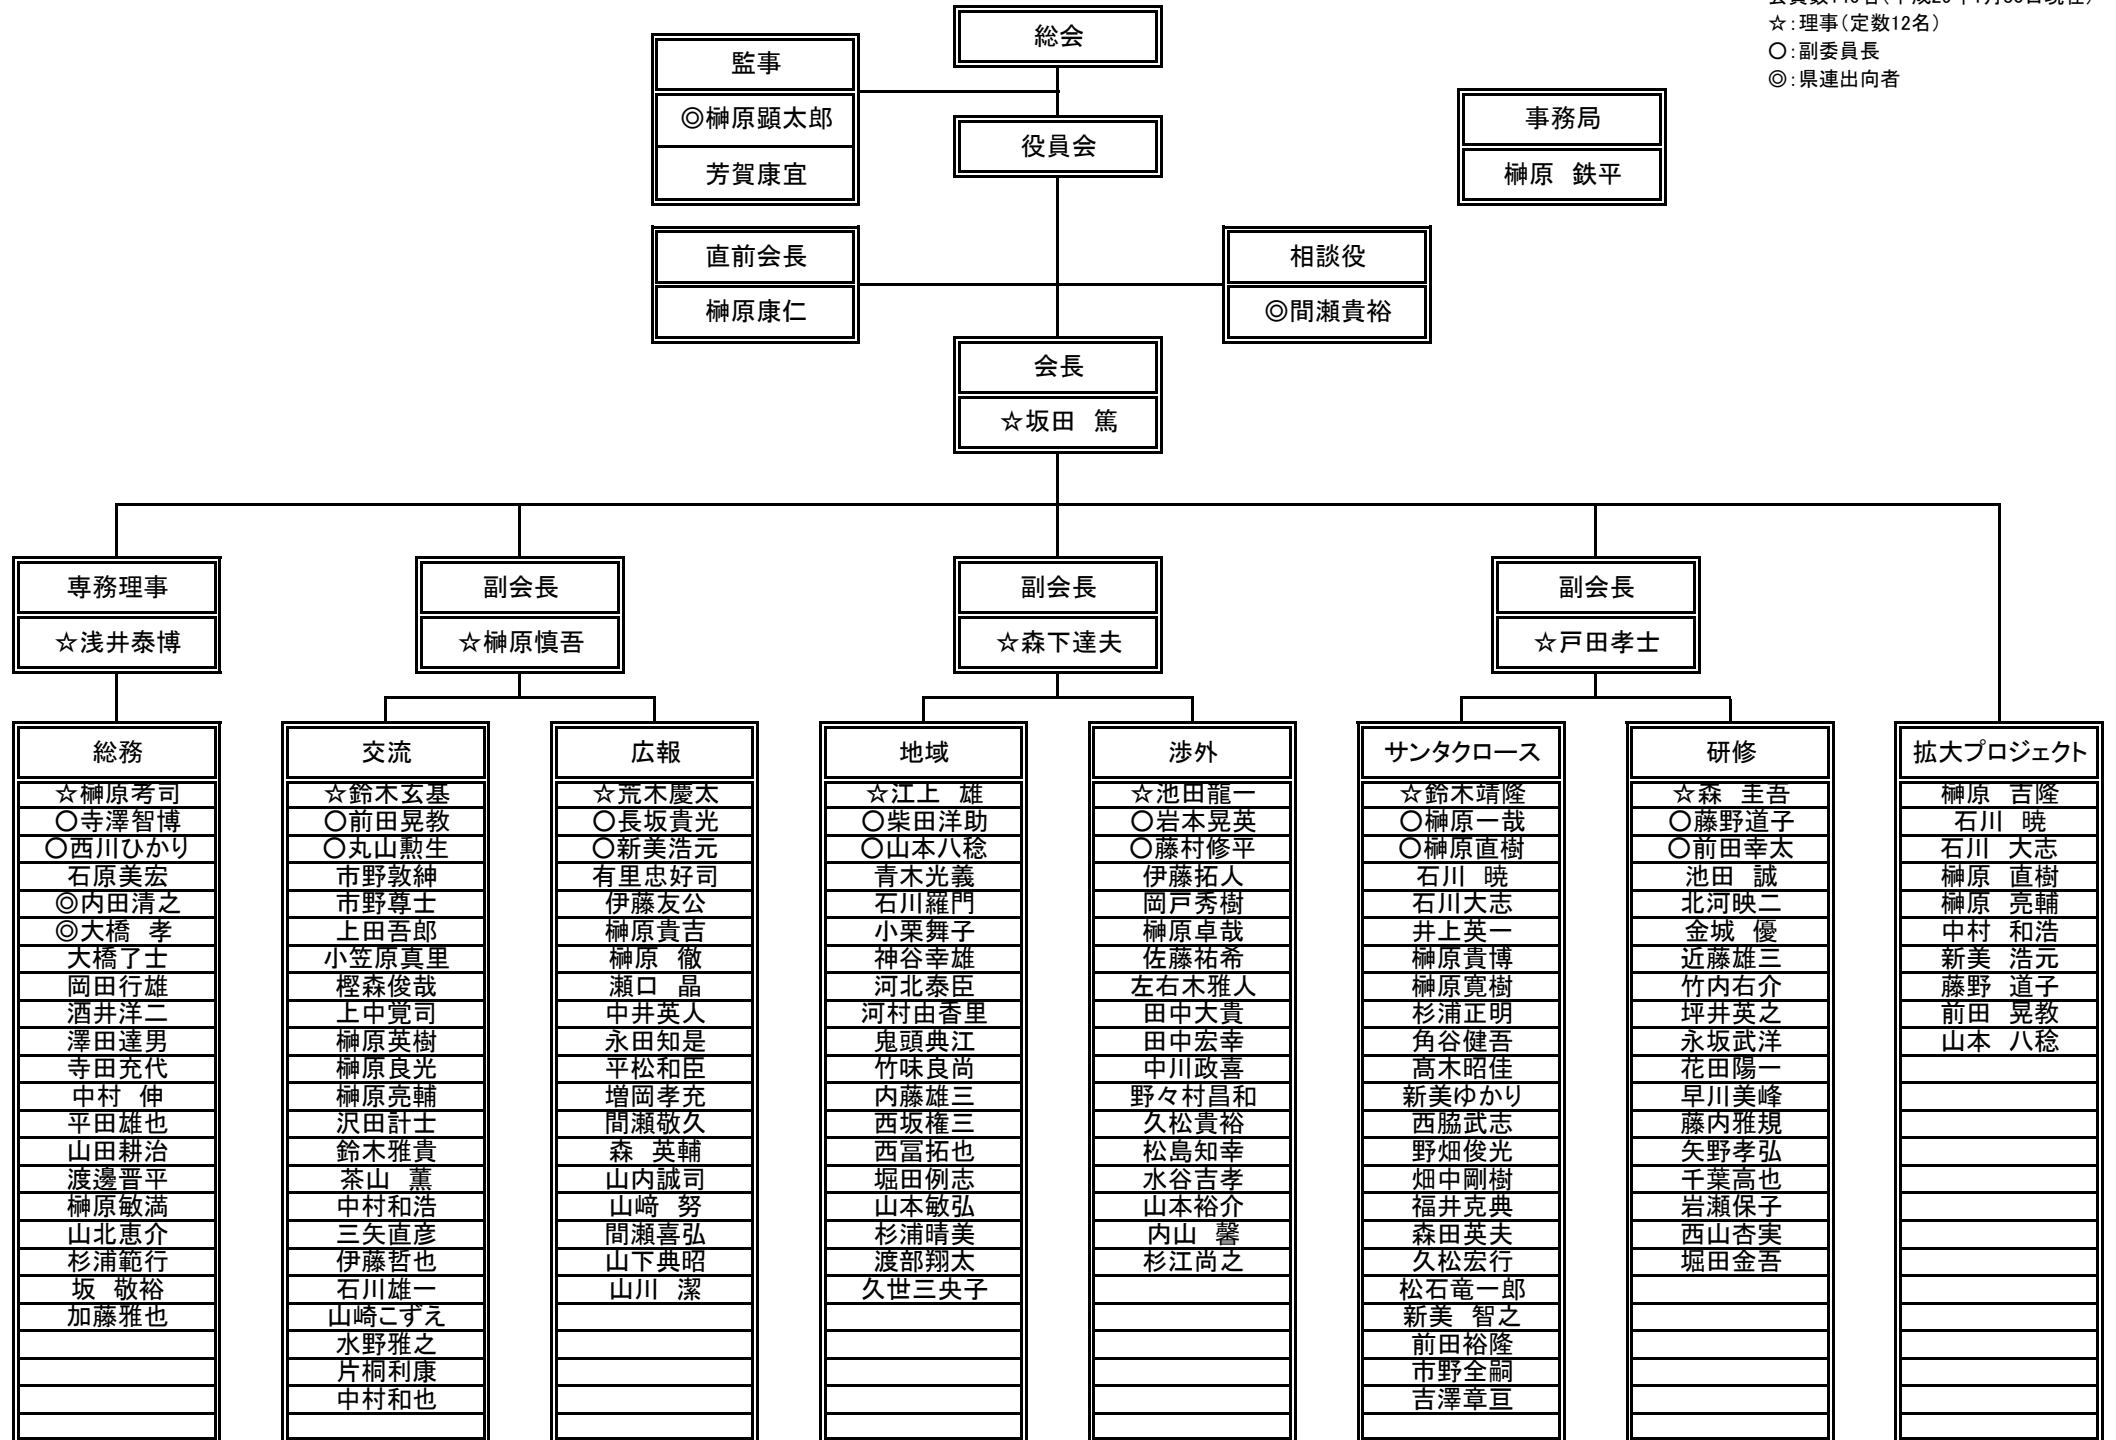 ☆:理事(定数12名)
〇:副委員長
◎:県連出向者
総会
監事
◎榊原顕太郎
芳賀康宜
役員会
事務局
榊原　鉄平
直前会長
榊原康仁
相談役
◎間瀬貴裕
会長
☆坂田　篤
専務理事
☆浅井泰博
副会長
☆榊原慎吾
副会長
☆森下達夫
副会長
☆戸田孝士
総務
☆榊原考司
〇寺澤智博
〇西川ひかり
石原美宏
◎内田清之
◎大橋　孝
大橋了士
岡田行雄
酒井洋二
澤田達男
寺田充代
中村　伸
平田雄也
山田耕治
渡邊晋平
榊原敏満
山北恵介
杉浦範行
坂　敬裕
加藤雅也
交流
☆鈴木玄基
〇前田晃教
〇丸山勲生
市野敦紳
市野尊士
上田吾郎
小笠原真里
樫森俊哉
上中覚司
榊原英樹
榊原良光
榊原亮輔
沢田計士
鈴木雅貴
茶山　薫
中村和浩
三矢直彦
伊藤哲也
石川雄一
山崎こずえ
水野雅之
片桐利康
中村和也
広報
☆荒木慶太
〇長坂貴光
〇新美浩元
有里忠好司
伊藤友公
榊原貴吉
榊原　徹
瀬口　晶
中井英人
永田知是
平松和臣
増岡孝充
間瀬敬久
森　英輔
山内誠司
山﨑　努
間瀬喜弘
山下典昭
山川　潔
地域
☆江上　雄
〇柴田洋助
〇山本八稔
青木光義
石川羅門
小栗舞子
神谷幸雄
河北泰臣
河村由香里
鬼頭典江
竹味良尚
内藤雄三
西坂権三
西冨拓也
堀田例志
山本敏弘
杉浦晴美
渡部翔太
久世三央子
渉外
☆池田龍一
〇岩本晃英
〇藤村修平
伊藤拓人
岡戸秀樹
榊原卓哉
佐藤祐希
左右木雅人
田中大貴
田中宏幸
中川政喜
野々村昌和
久松貴裕
松島知幸
水谷吉孝
山本裕介
内山　馨
杉江尚之
サンタクロース
☆鈴木靖隆
〇榊原一哉
〇榊原直樹
石川　暁
石川大志
井上英一
榊原貴博
榊原寛樹
杉浦正明
角谷健吾
髙木昭佳
新美ゆかり
西脇武志
野畑俊光
畑中剛樹
福井克典
森田英夫
久松宏行
松石竜一郎
新美　智之
前田裕隆
市野全嗣
吉澤章亘
研修
☆森　圭吾
〇藤野道子
〇前田幸太
池田　誠
北河映二
金城　優
近藤雄三
竹内右介
坪井英之
永坂武洋
花田陽一
早川美峰
藤内雅規
矢野孝弘
千葉高也
岩瀬保子
西山杏実
堀田金吾
拡大プロジェクト
榊原　吉隆
石川　暁
石川　大志
榊原　直樹
榊原　亮輔
中村　和浩
新美　浩元
藤野　道子
前田　晃教
山本　八稔